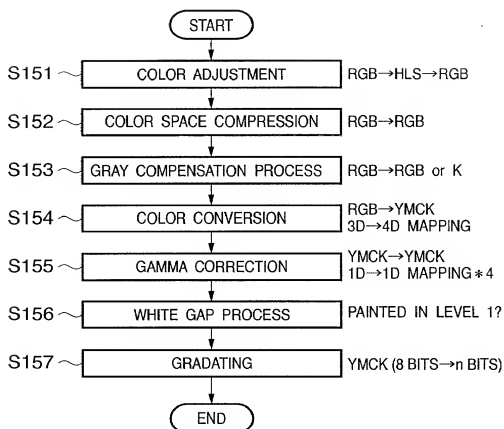 START
S151 COLOR ADJUSTMENT RGB→HLS→RGB
S152 COLOR SPACE COMPRESSION RGB→RGB
S153 GRAY COMPENSATION PROCESS RGB→RGB or K
S154 COLOR CONVERSION RGB→YMCK
3D→4D MAPPING
S155 GAMMA CORRECTION YMCK→YMCK
1D→1D MAPPING*4
S156 WHITE GAP PROCESS PAINTED IN LEVEL 1?
S157 GRADATING YMCK (8 BITS→n BITS)
END